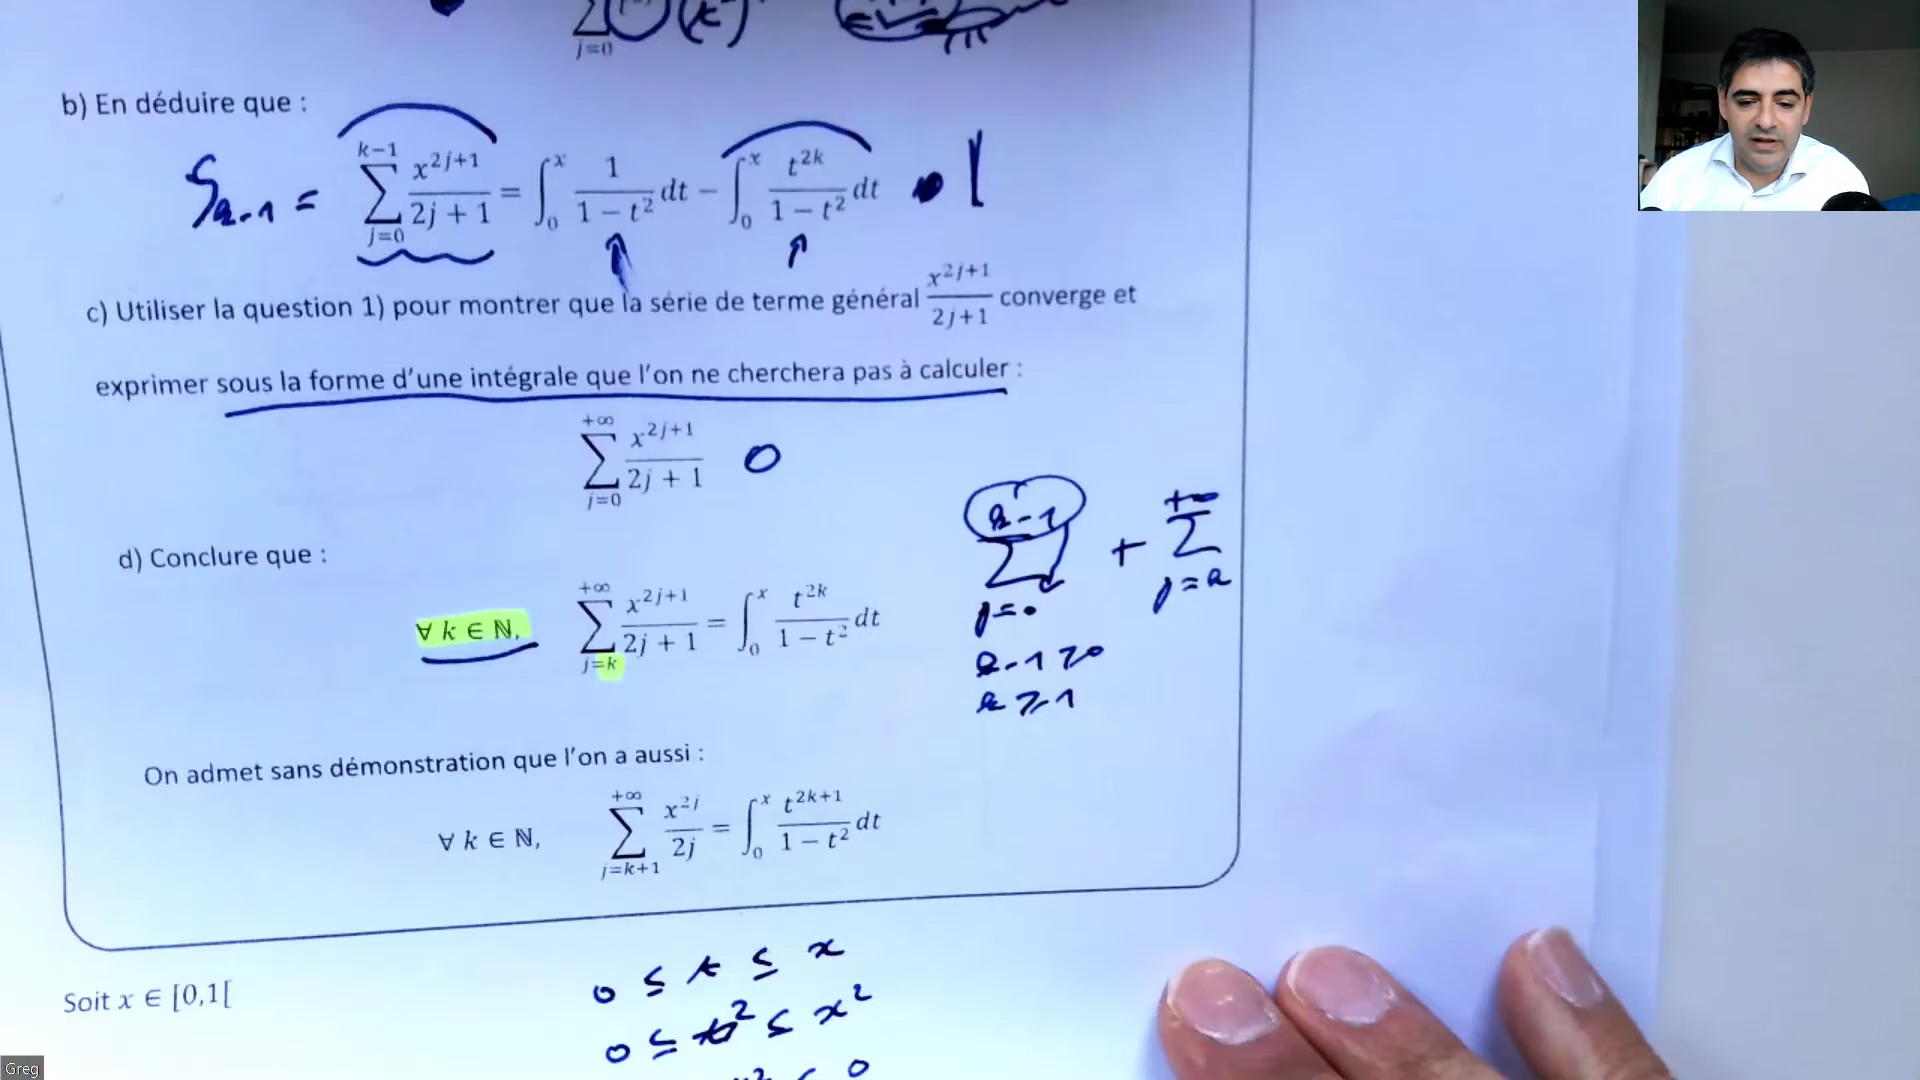 ∑ j=0
b) En déduire que :
S_{k-1} = ∑_{j=0}^{k-1} x^{2j+1}/(2j + 1) = ∫_0^x 1/(1 − t²) dt − ∫_0^x t^{2k}/(1 − t²) dt
c) Utiliser la question 1) pour montrer que la série de terme général x^{2j+1}/(2j+1) converge et
exprimer sous la forme d'une intégrale que l'on ne cherchera pas à calculer :
∑_{j=0}^{+∞} x^{2j+1}/(2j + 1)
k-1 ∑ j=0 + +∞ ∑ j=k
d) Conclure que :
∀ k ∈ ℕ, ∑_{j=k}^{+∞} x^{2j+1}/(2j + 1) = ∫_0^x t^{2k}/(1 − t²) dt
k-1 ≥ 0
k ≥ 1
On admet sans démonstration que l'on a aussi :
∀ k ∈ ℕ, ∑_{j=k+1}^{+∞} x^{2j}/2j = ∫_0^x t^{2k+1}/(1 − t²) dt
0 ≤ t ≤ x
Soit x ∈ [0,1[
0 ≤ t² ≤ x²
Greg